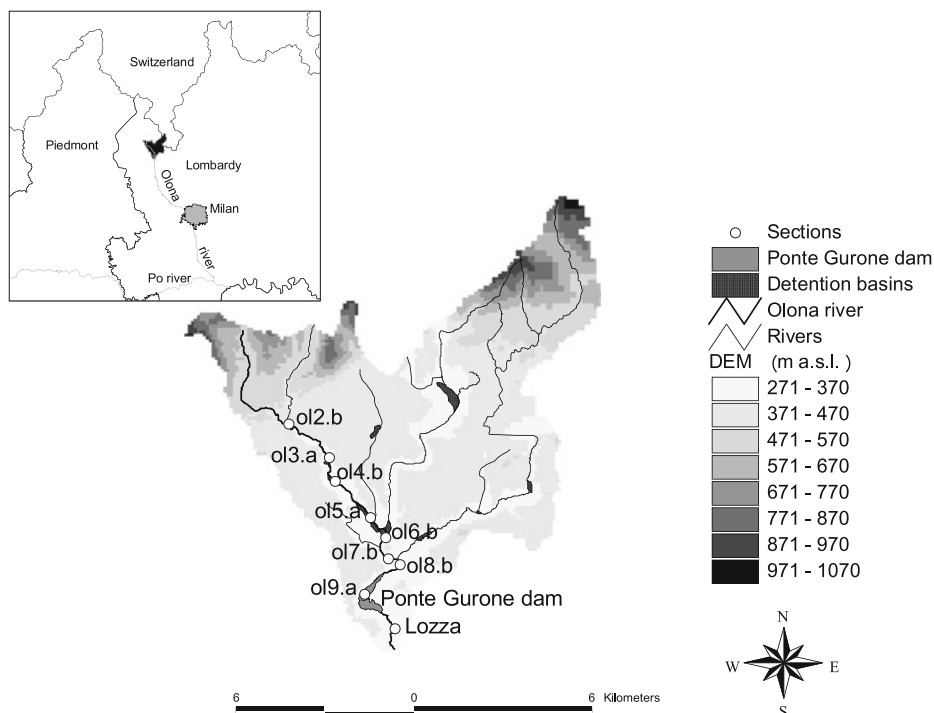 Switzerland
Piedmont
Lombardy
Olona
Milan
river
Po river
Sections
Ponte Gurone dam
Detention basins
Olona river
Rivers
DEM (m a.s.l.)
271 - 370
371 - 470
471 - 570
571 - 670
671 - 770
771 - 870
871 - 970
971 - 1070
ol2.b
ol3.a
ol4.b
ol5.a
ol6.b
ol7.b
ol8.b
ol9.a
Ponte Gurone dam
Lozza
N
W E
S
6 0 6 Kilometers